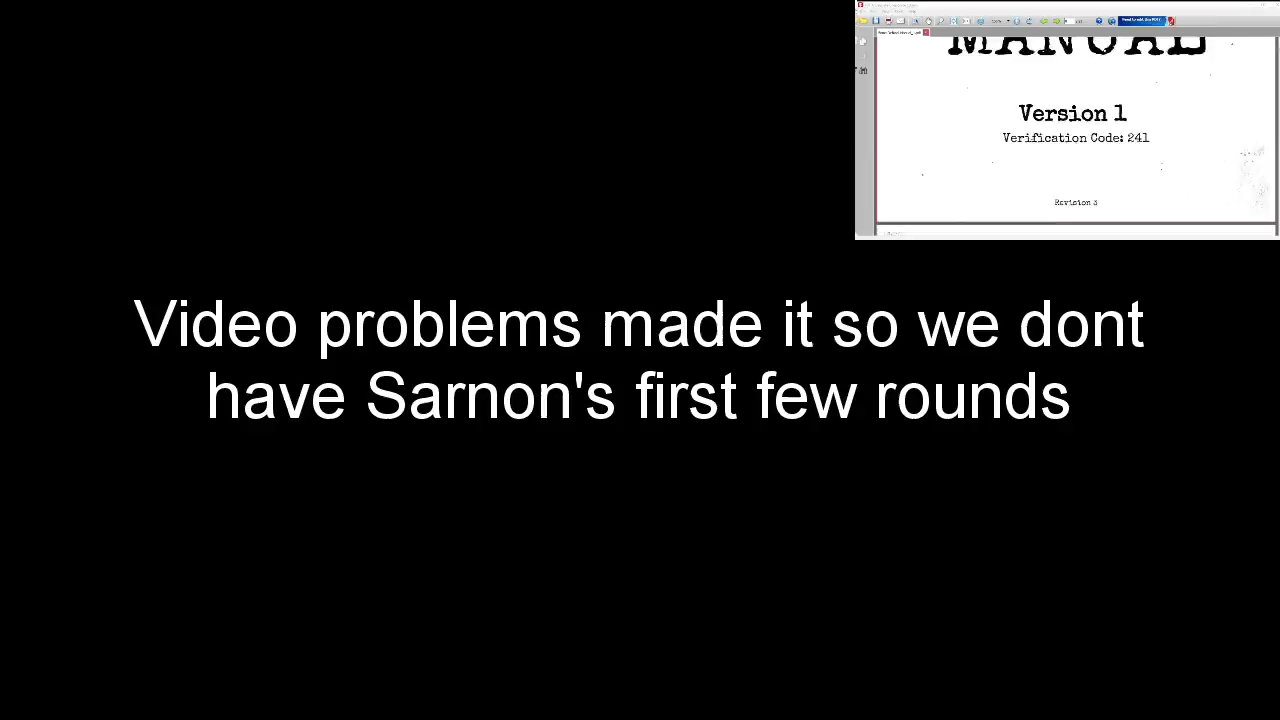 MANUAL
Version 1
Verification Code: 241
Revision 3
Video problems made it so we dont
have Sarnon's first few rounds